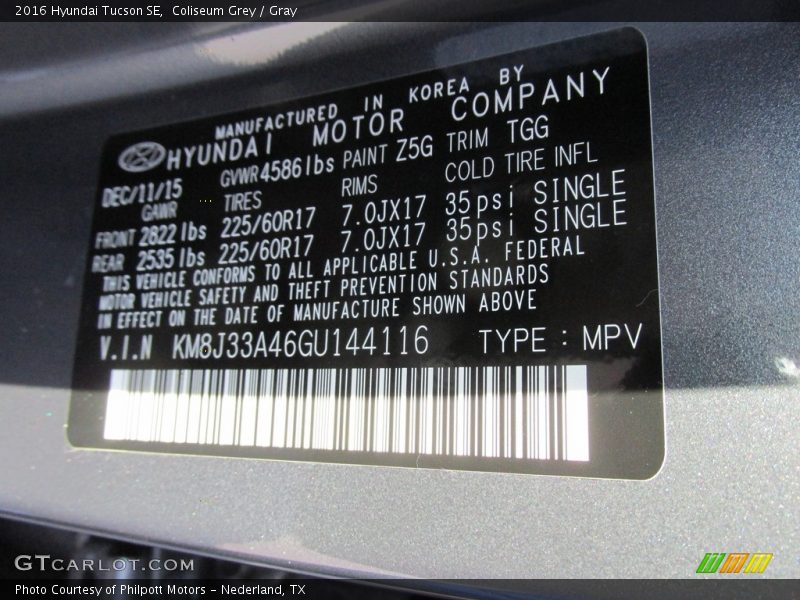 2016 Hyundai Tucson SE, Coliseum Grey / Gray
MANUFACTURED IN KOREA BY
HYUNDAI MOTOR COMPANY
DEC/11/15 GVWR 4586 lbs PAINT Z5G TRIM TGG
GAWR TIRES RIMS COLD TIRE INFL
FRONT 2822 lbs 225/60R17 7.0JX17 35 psi SINGLE
REAR 2535 lbs 225/60R17 7.0JX17 35 psi SINGLE
THIS VEHICLE CONFORMS TO ALL APPLICABLE U.S.A. FEDERAL
MOTOR VEHICLE SAFETY AND THEFT PREVENTION STANDARDS
IN EFFECT ON THE DATE OF MANUFACTURE SHOWN ABOVE
V.I.N KM8J33A46GU144116 TYPE : MPV
GTCARLOT.COM
Photo Courtesy of Philpott Motors - Nederland, TX